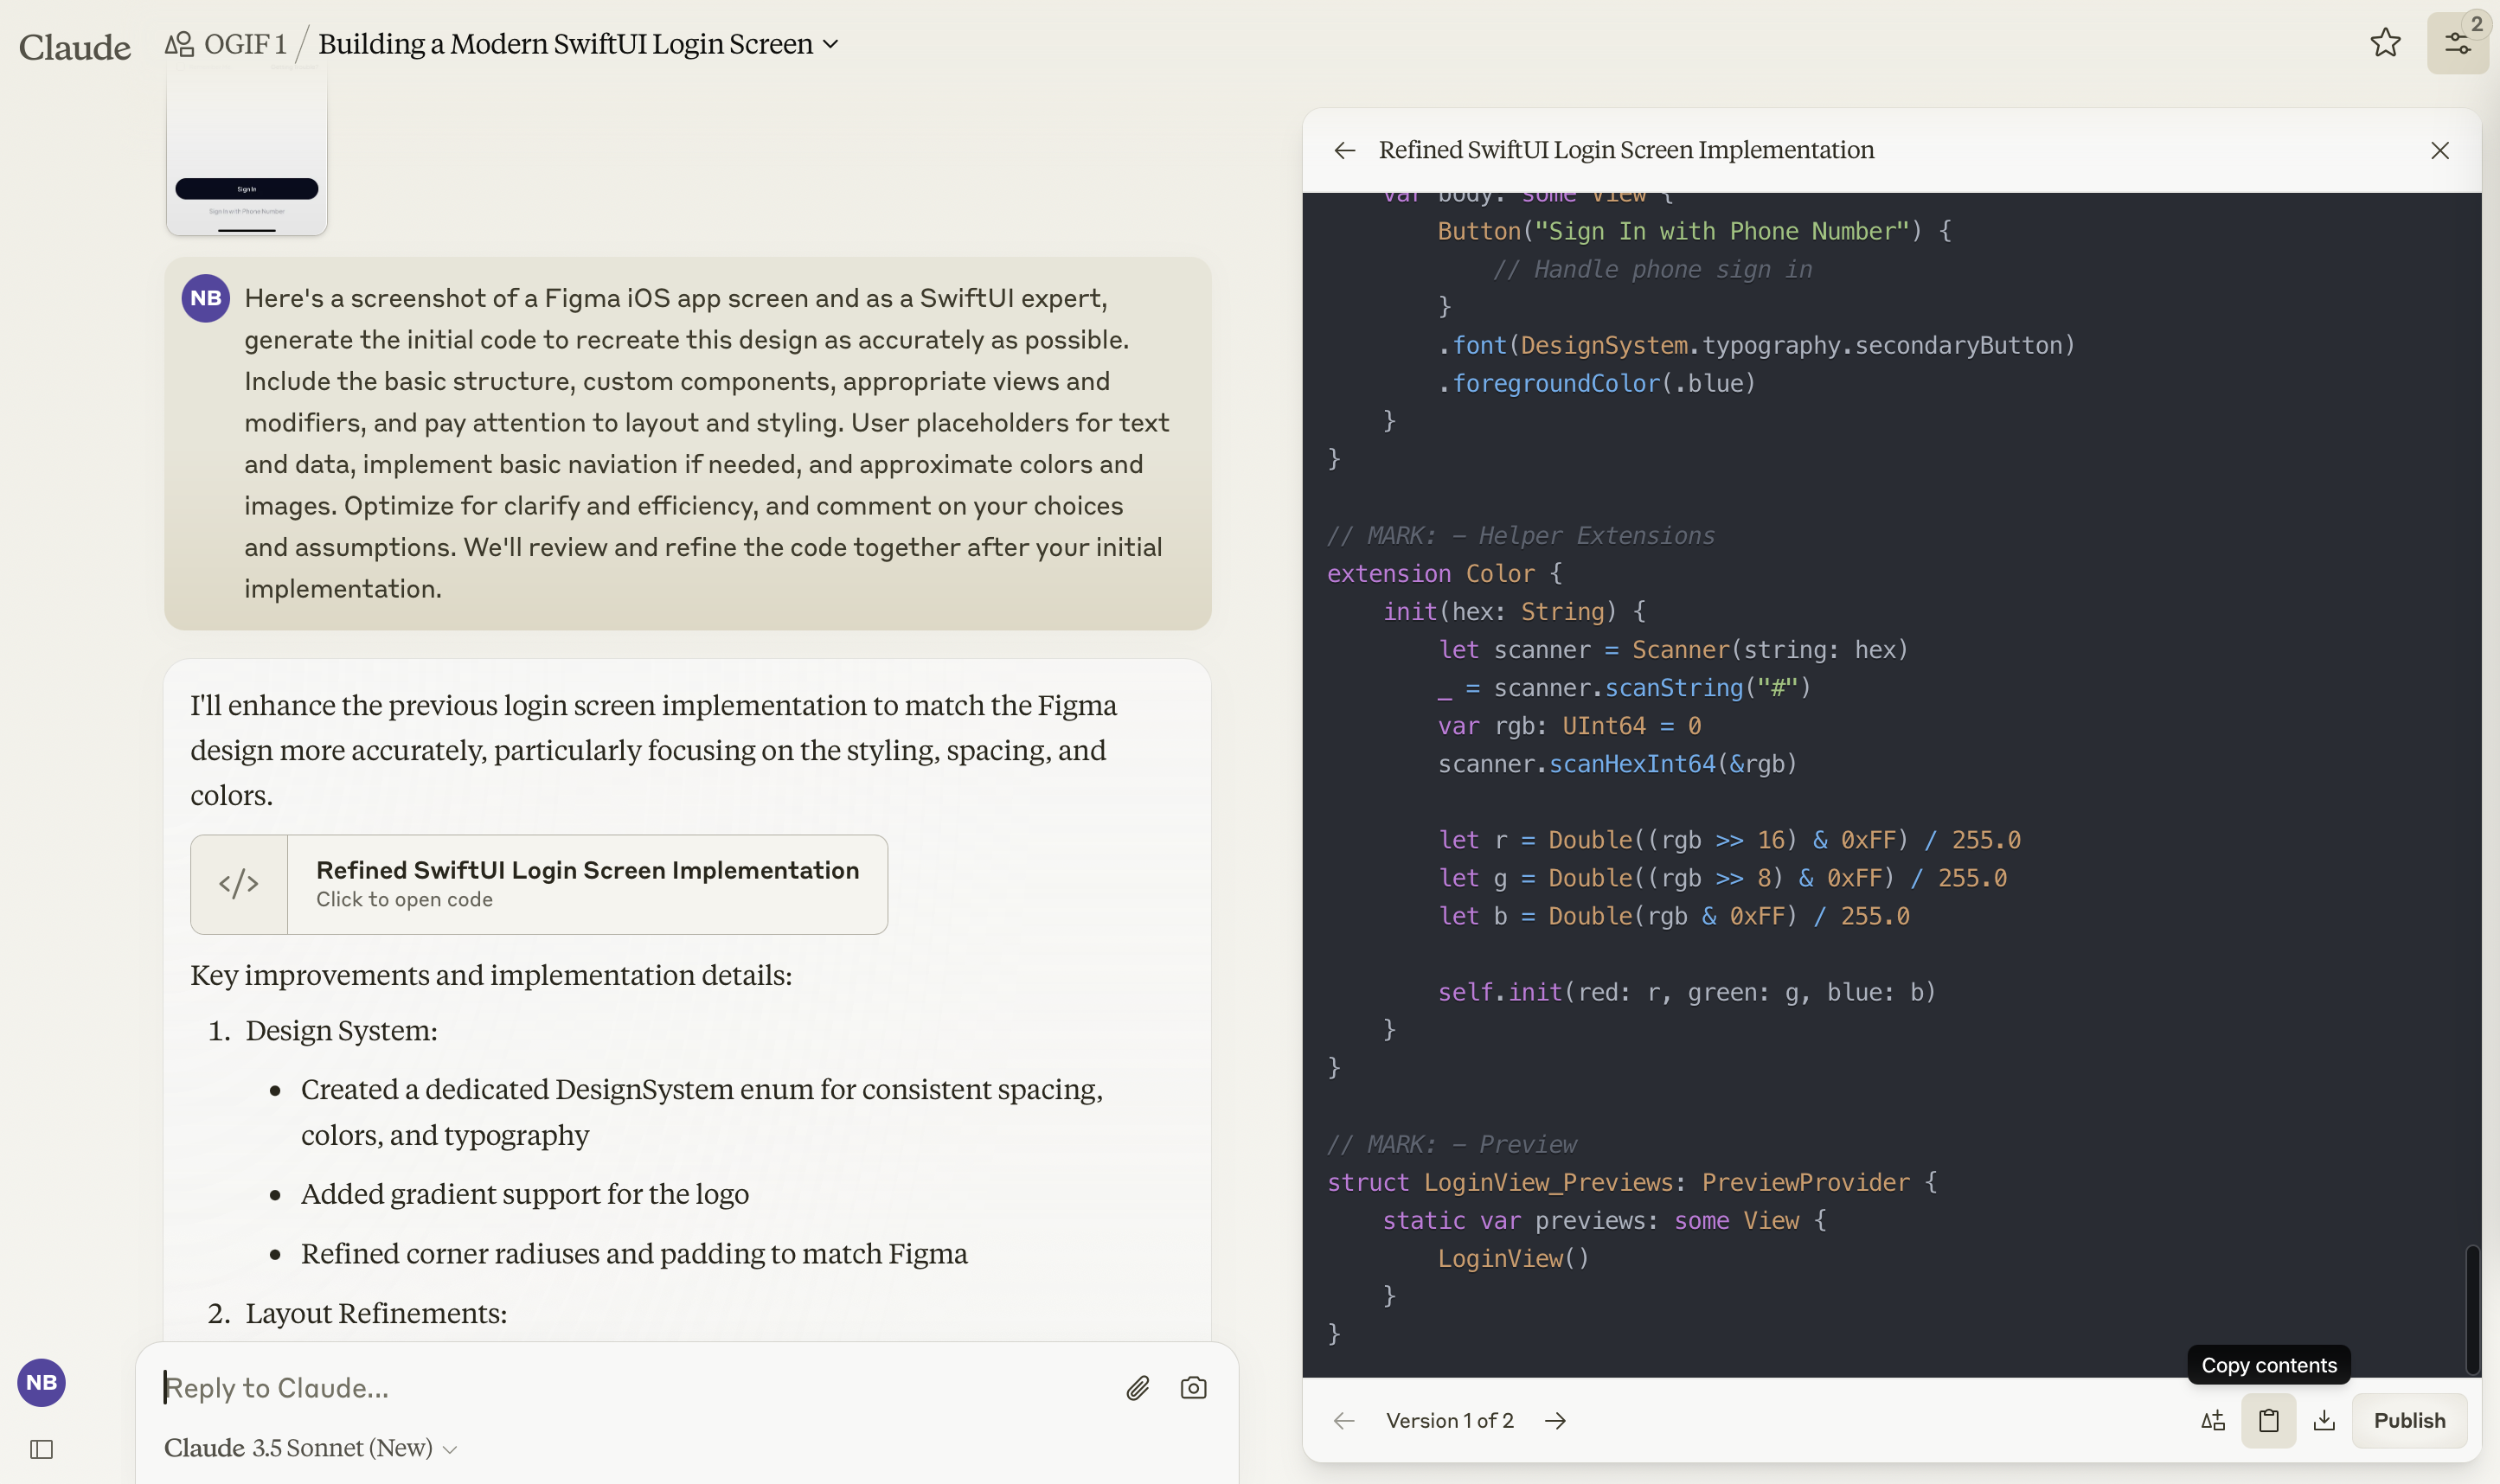 Claude
OGIF 1 / Building a Modern SwiftUI Login Screen
2
Sign In
Sign In with Phone Number
NB
Here's a screenshot of a Figma iOS app screen and as a SwiftUI expert,
generate the initial code to recreate this design as accurately as possible.
Include the basic structure, custom components, appropriate views and
modifiers, and pay attention to layout and styling. User placeholders for text
and data, implement basic naviation if needed, and approximate colors and
images. Optimize for clarify and efficiency, and comment on your choices
and assumptions. We'll review and refine the code together after your initial
implementation.
I'll enhance the previous login screen implementation to match the Figma
design more accurately, particularly focusing on the styling, spacing, and
colors.
</>
Refined SwiftUI Login Screen Implementation
Click to open code
Key improvements and implementation details:
1. Design System:
• Created a dedicated DesignSystem enum for consistent spacing,
colors, and typography
• Added gradient support for the logo
• Refined corner radiuses and padding to match Figma
2. Layout Refinements:
NB
Reply to Claude...
Claude 3.5 Sonnet (New)
Refined SwiftUI Login Screen Implementation
var body: some View {
Button("Sign In with Phone Number") {
// Handle phone sign in
}
.font(DesignSystem.typography.secondaryButton)
.foregroundColor(.blue)
}
}
// MARK: – Helper Extensions
extension Color {
init(hex: String) {
let scanner = Scanner(string: hex)
_ = scanner.scanString("#")
var rgb: UInt64 = 0
scanner.scanHexInt64(&rgb)
let r = Double((rgb >> 16) & 0xFF) / 255.0
let g = Double((rgb >> 8) & 0xFF) / 255.0
let b = Double(rgb & 0xFF) / 255.0
self.init(red: r, green: g, blue: b)
}
}
// MARK: – Preview
struct LoginView_Previews: PreviewProvider {
static var previews: some View {
LoginView()
}
}
Copy contents
Version 1 of 2
Publish